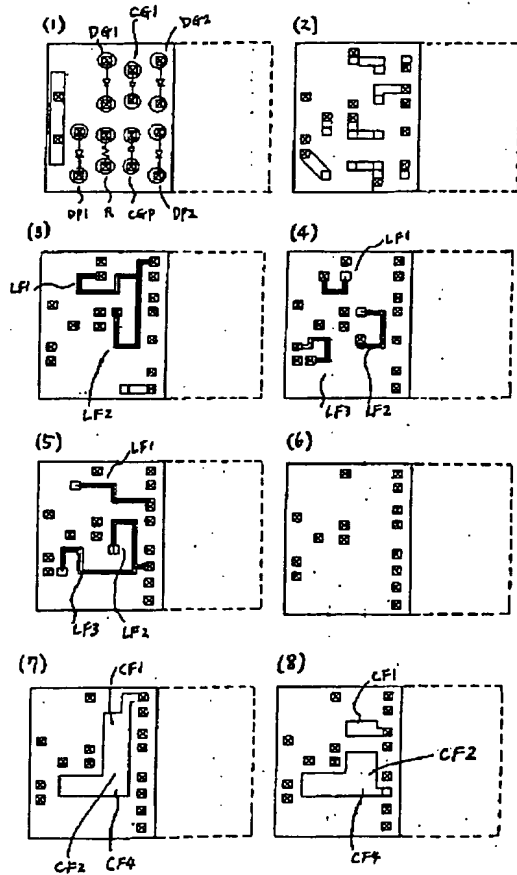 (1)
DG1
CG1
DG2
DP1
R
CGP
DP2
(2)
(3)
LF1
LF2
(4)
LF1
LF3
LF2
(5)
LF1
LF3
LF2
(6)
(7)
CF1
CF2
CF4
(8)
CF1
CF2
CF4